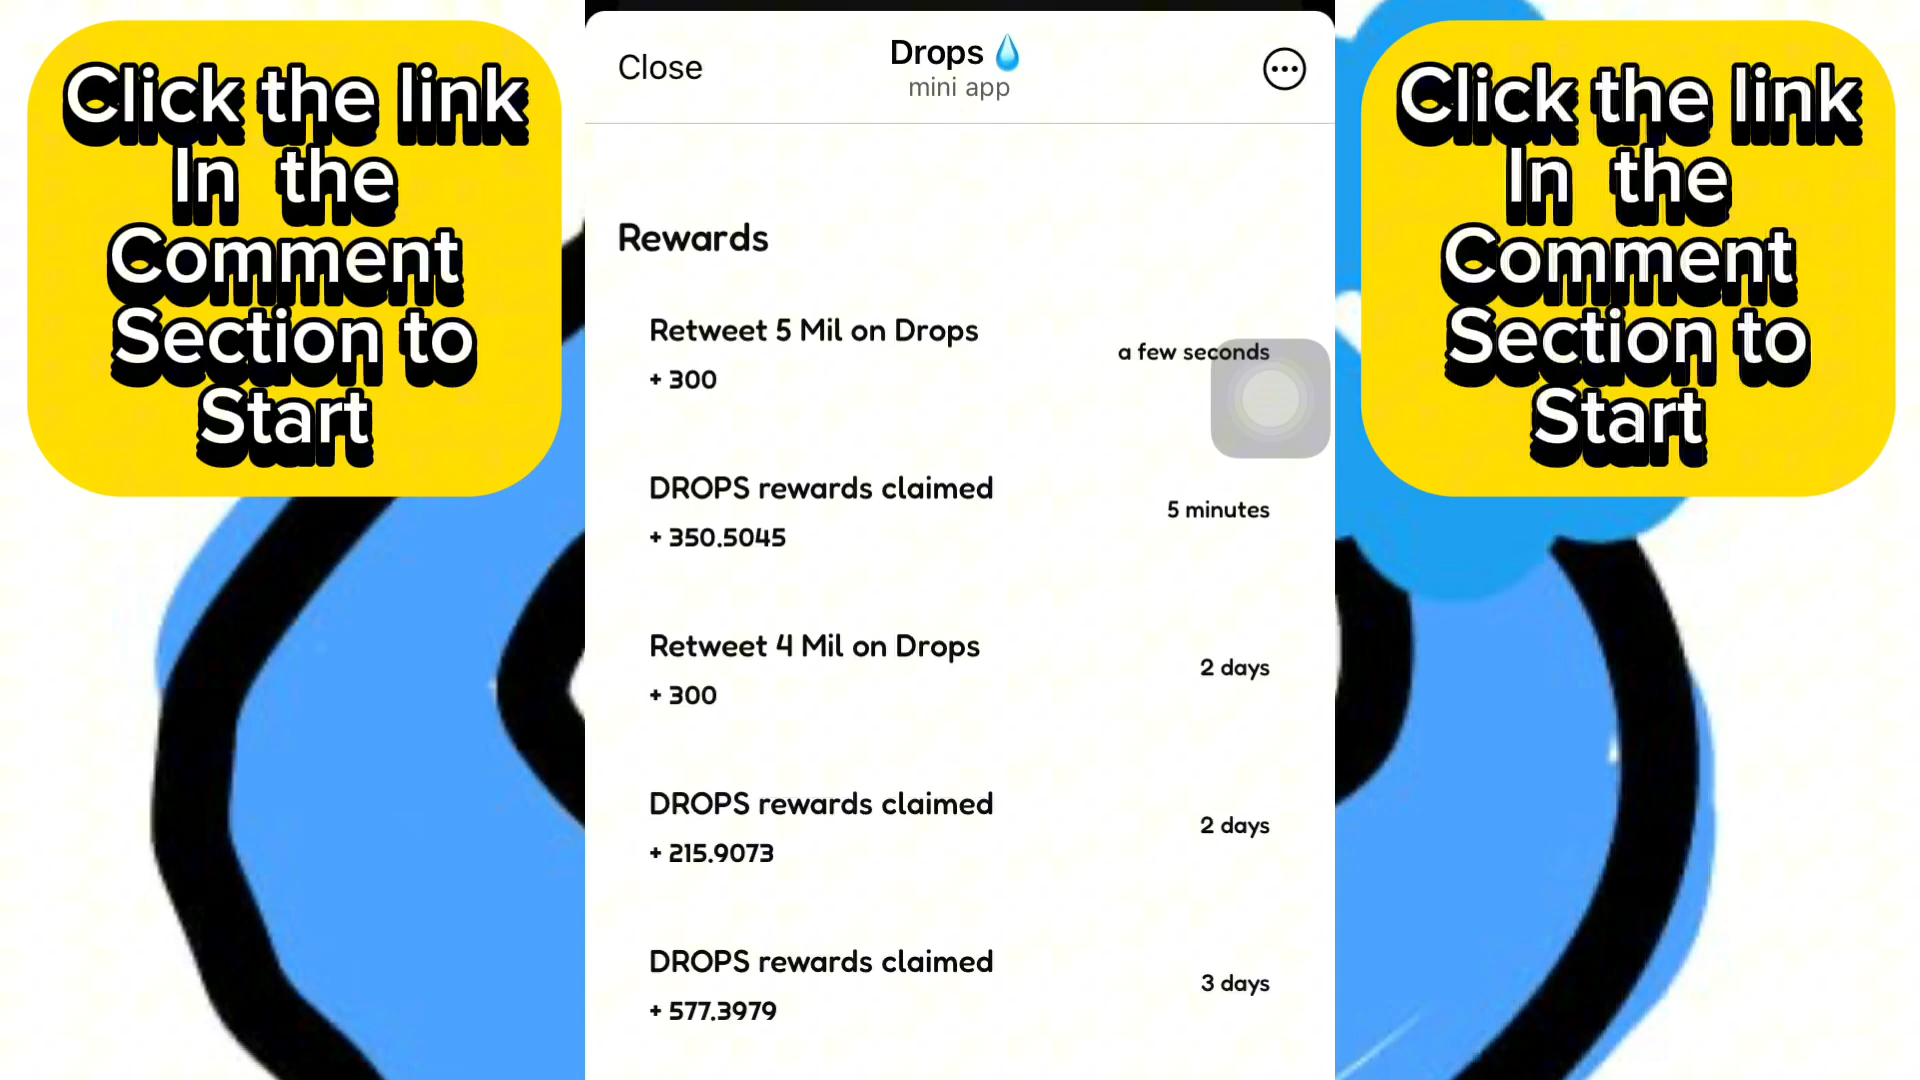 Click the link
In the
Comment
Section to
Start
Close
Drops 💧
mini app
Rewards
Retweet 5 Mil on Drops
+ 300
a few seconds
DROPS rewards claimed
+ 350.5045
5 minutes
Retweet 4 Mil on Drops
+ 300
2 days
DROPS rewards claimed
+ 215.9073
2 days
DROPS rewards claimed
+ 577.3979
3 days
Click the link
In the
Comment
Section to
Start